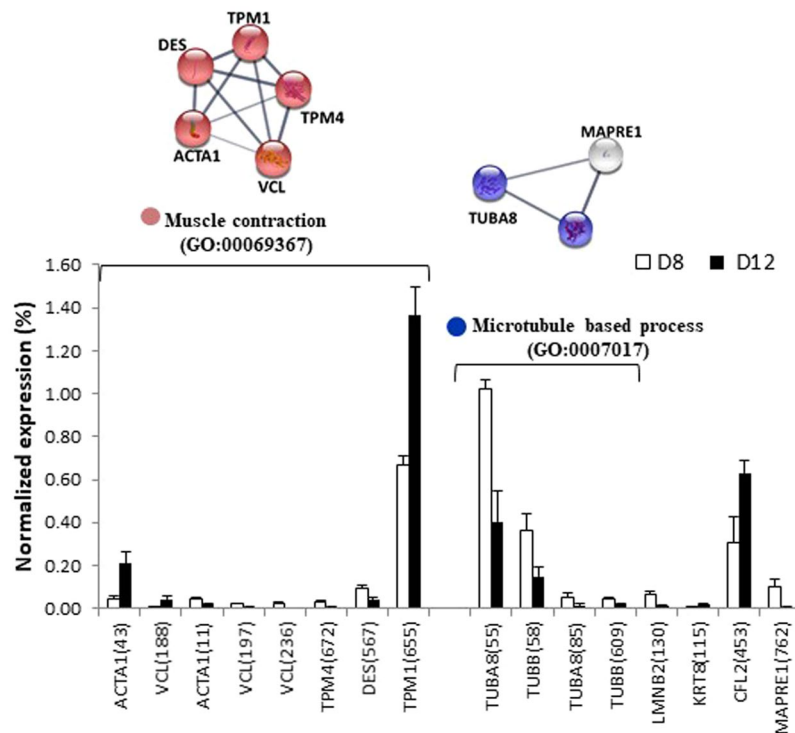 TPM1
DES
TPM4
ACTA1
VCL
MAPRE1
TUBA8
Muscle contraction
(GO:00069367)
D8 D12
Microtubule based process
(GO:0007017)
Normalized expression (%)
1.60
1.40
1.20
1.00
0.80
0.60
0.40
0.20
0.00
ACTA1(43)
VCL(188)
ACTA1(11)
VCL(197)
VCL(236)
TPM4(672)
DES(567)
TPM1(655)
TUBA8(55)
TUBB(58)
TUBA8(85)
TUBB(609)
LMNB2(130)
KRT8(115)
CFL2(453)
MAPRE1(762)